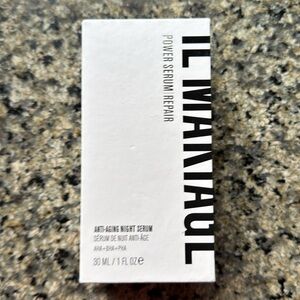 IL MAKIAGE
POWER SERUM REPAIR
ANTI-AGING NIGHT SERUM
SÉRUM DE NUIT ANTI-ÂGE
AHA+BHA+PHA
30 ML / 1 FL OZ ℮